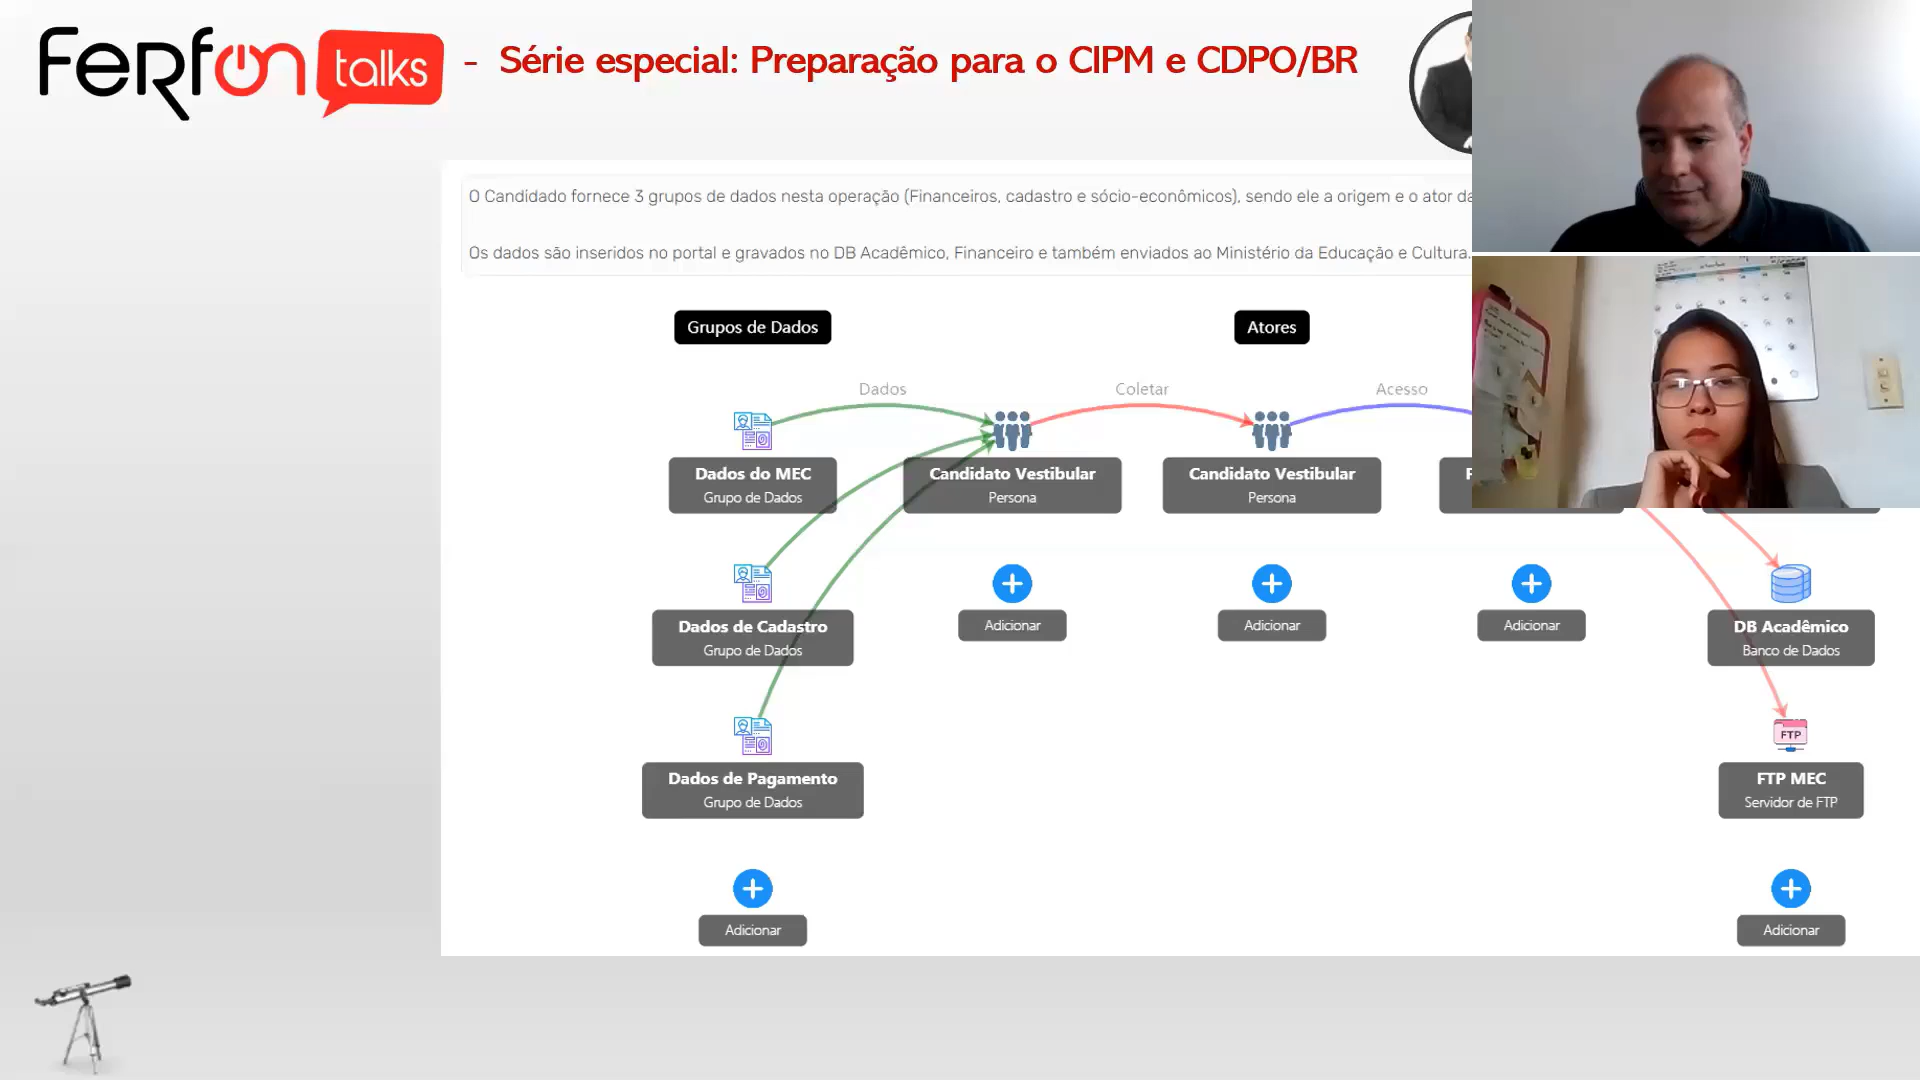 Ferfon talks - Série especial: Preparação para o CIPM e CDPO/BR
O Candidado fornece 3 grupos de dados nesta operação (Financeiros, cadastro e sócio-econômicos), sendo ele a origem e o ator da
Os dados são inseridos no portal e gravados no DB Acadêmico, Financeiro e também enviados ao Ministério da Educação e Cultura.
Grupos de Dados
Atores
Dados
Coletar
Acesso
Dados do MEC
Grupo de Dados
Candidato Vestibular
Persona
Candidato Vestibular
Persona
Dados de Cadastro
Grupo de Dados
Adicionar
Adicionar
Adicionar
DB Acadêmico
Banco de Dados
Dados de Pagamento
Grupo de Dados
FTP
FTP MEC
Servidor de FTP
Adicionar
Adicionar